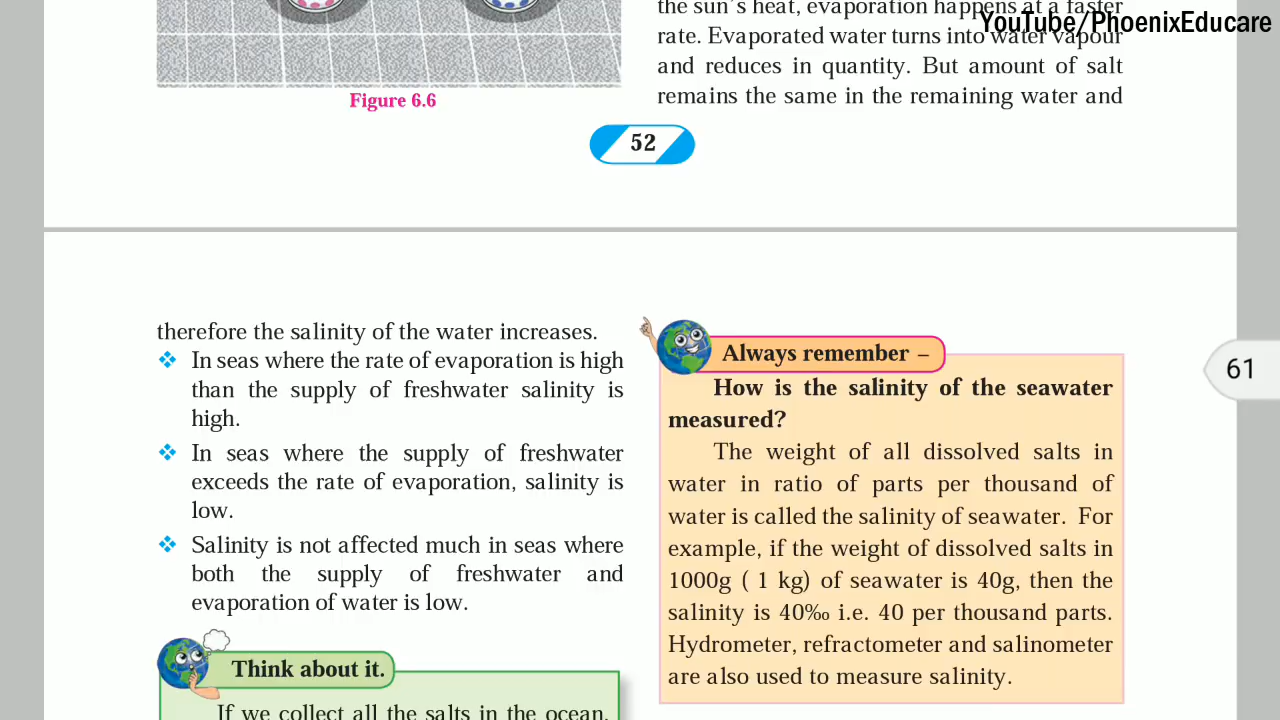 YouTube/PhoenixEducare
Figure 6.6
the sun's heat, evaporation happens at a faster
rate. Evaporated water turns into water vapour
and reduces in quantity. But amount of salt
remains the same in the remaining water and
52
therefore the salinity of the water increases.
❖ In seas where the rate of evaporation is high
than the supply of freshwater salinity is
high.
❖ In seas where the supply of freshwater
exceeds the rate of evaporation, salinity is
low.
❖ Salinity is not affected much in seas where
both the supply of freshwater and
evaporation of water is low.
Think about it.
If we collect all the salts in the ocean,
Always remember –
How is the salinity of the seawater
measured?
The weight of all dissolved salts in
water in ratio of parts per thousand of
water is called the salinity of seawater. For
example, if the weight of dissolved salts in
1000g ( 1 kg) of seawater is 40g, then the
salinity is 40‰ i.e. 40 per thousand parts.
Hydrometer, refractometer and salinometer
are also used to measure salinity.
61